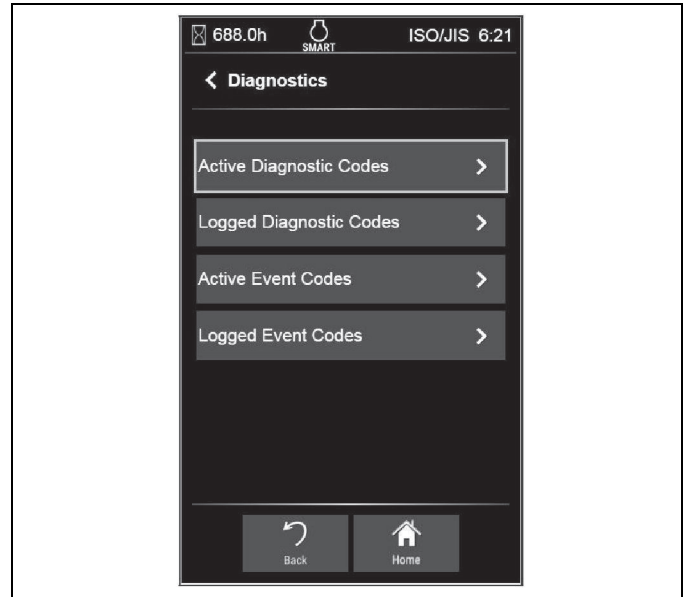 688.0h SMART ISO/JIS 6:21
Diagnostics
Active Diagnostic Codes
Logged Diagnostic Codes
Active Event Codes
Logged Event Codes
Back Home